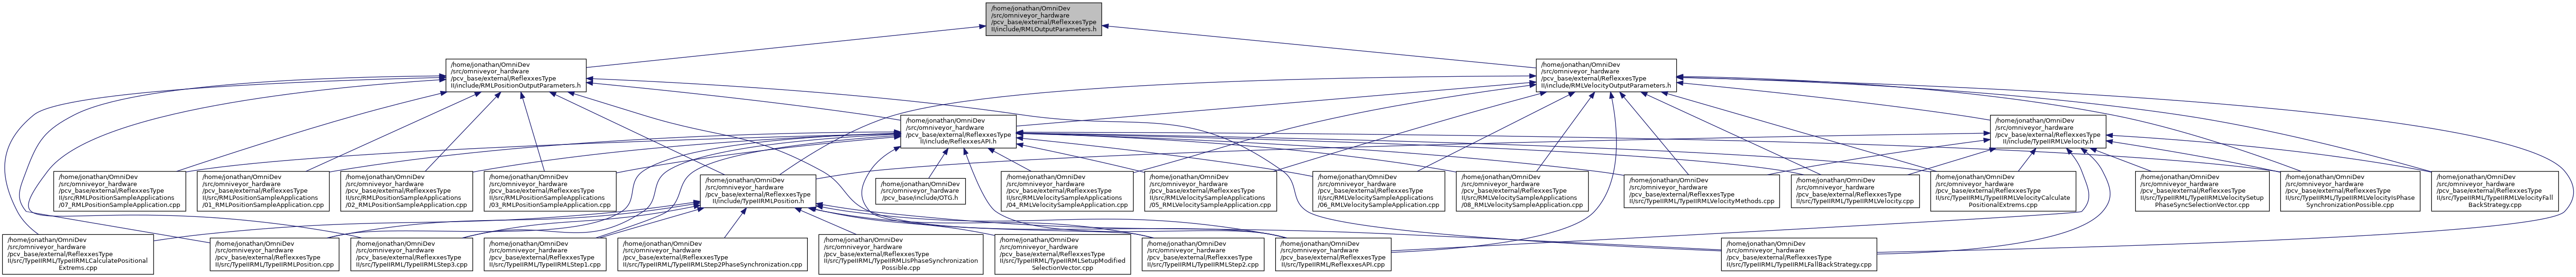 /home/jonathan/OmniDev
/src/omniveyor_hardware
/pcv_base/external/ReflexxesType
II/include/RMLOutputParameters.h
/home/jonathan/OmniDev
/src/omniveyor_hardware
/pcv_base/external/ReflexxesType
II/include/RMLPositionOutputParameters.h
/home/jonathan/OmniDev
/src/omniveyor_hardware
/pcv_base/external/ReflexxesType
II/include/RMLVelocityOutputParameters.h
/home/jonathan/OmniDev
/src/omniveyor_hardware
/pcv_base/external/ReflexxesType
II/include/ReflexxesAPI.h
/home/jonathan/OmniDev
/src/omniveyor_hardware
/pcv_base/external/ReflexxesType
II/include/TypeIIRMLVelocity.h
/home/jonathan/OmniDev
/src/omniveyor_hardware
/pcv_base/external/ReflexxesType
II/src/RMLPositionSampleApplications
/07_RMLPositionSampleApplication.cpp
/home/jonathan/OmniDev
/src/omniveyor_hardware
/pcv_base/external/ReflexxesType
II/src/RMLPositionSampleApplications
/01_RMLPositionSampleApplication.cpp
/home/jonathan/OmniDev
/src/omniveyor_hardware
/pcv_base/external/ReflexxesType
II/src/RMLPositionSampleApplications
/02_RMLPositionSampleApplication.cpp
/home/jonathan/OmniDev
/src/omniveyor_hardware
/pcv_base/external/ReflexxesType
II/src/RMLPositionSampleApplications
/03_RMLPositionSampleApplication.cpp
/home/jonathan/OmniDev
/src/omniveyor_hardware
/pcv_base/external/ReflexxesType
II/include/TypeIIRMLPosition.h
/home/jonathan/OmniDev
/src/omniveyor_hardware
/pcv_base/include/OTG.h
/home/jonathan/OmniDev
/src/omniveyor_hardware
/pcv_base/external/ReflexxesType
II/src/RMLVelocitySampleApplications
/04_RMLVelocitySampleApplication.cpp
/home/jonathan/OmniDev
/src/omniveyor_hardware
/pcv_base/external/ReflexxesType
II/src/RMLVelocitySampleApplications
/05_RMLVelocitySampleApplication.cpp
/home/jonathan/OmniDev
/src/omniveyor_hardware
/pcv_base/external/ReflexxesType
II/src/RMLVelocitySampleApplications
/06_RMLVelocitySampleApplication.cpp
/home/jonathan/OmniDev
/src/omniveyor_hardware
/pcv_base/external/ReflexxesType
II/src/RMLVelocitySampleApplications
/08_RMLVelocitySampleApplication.cpp
/home/jonathan/OmniDev
/src/omniveyor_hardware
/pcv_base/external/ReflexxesType
II/src/TypeIIRML/TypeIIRMLVelocityMethods.cpp
/home/jonathan/OmniDev
/src/omniveyor_hardware
/pcv_base/external/ReflexxesType
II/src/TypeIIRML/TypeIIRMLVelocity.cpp
/home/jonathan/OmniDev
/src/omniveyor_hardware
/pcv_base/external/ReflexxesType
II/src/TypeIIRML/TypeIIRMLVelocityCalculate
PositionalExtrems.cpp
/home/jonathan/OmniDev
/src/omniveyor_hardware
/pcv_base/external/ReflexxesType
II/src/TypeIIRML/TypeIIRMLVelocitySetup
PhaseSyncSelectionVector.cpp
/home/jonathan/OmniDev
/src/omniveyor_hardware
/pcv_base/external/ReflexxesType
II/src/TypeIIRML/TypeIIRMLVelocityIsPhase
SynchronizationPossible.cpp
/home/jonathan/OmniDev
/src/omniveyor_hardware
/pcv_base/external/ReflexxesType
II/src/TypeIIRML/TypeIIRMLVelocityFall
BackStrategy.cpp
/home/jonathan/OmniDev
/src/omniveyor_hardware
/pcv_base/external/ReflexxesType
II/src/TypeIIRML/TypeIIRMLCalculatePositional
Extrems.cpp
/home/jonathan/OmniDev
/src/omniveyor_hardware
/pcv_base/external/ReflexxesType
II/src/TypeIIRML/TypeIIRMLPosition.cpp
/home/jonathan/OmniDev
/src/omniveyor_hardware
/pcv_base/external/ReflexxesType
II/src/TypeIIRML/TypeIIRMLStep3.cpp
/home/jonathan/OmniDev
/src/omniveyor_hardware
/pcv_base/external/ReflexxesType
II/src/TypeIIRML/TypeIIRMLStep1.cpp
/home/jonathan/OmniDev
/src/omniveyor_hardware
/pcv_base/external/ReflexxesType
II/src/TypeIIRML/TypeIIRMLStep2PhaseSynchronization.cpp
/home/jonathan/OmniDev
/src/omniveyor_hardware
/pcv_base/external/ReflexxesType
II/src/TypeIIRML/TypeIIRMLIsPhaseSynchronization
Possible.cpp
/home/jonathan/OmniDev
/src/omniveyor_hardware
/pcv_base/external/ReflexxesType
II/src/TypeIIRML/TypeIIRMLSetupModified
SelectionVector.cpp
/home/jonathan/OmniDev
/src/omniveyor_hardware
/pcv_base/external/ReflexxesType
II/src/TypeIIRML/TypeIIRMLStep2.cpp
/home/jonathan/OmniDev
/src/omniveyor_hardware
/pcv_base/external/ReflexxesType
II/src/TypeIIRML/ReflexxesAPI.cpp
/home/jonathan/OmniDev
/src/omniveyor_hardware
/pcv_base/external/ReflexxesType
II/src/TypeIIRML/TypeIIRMLFallBackStrategy.cpp